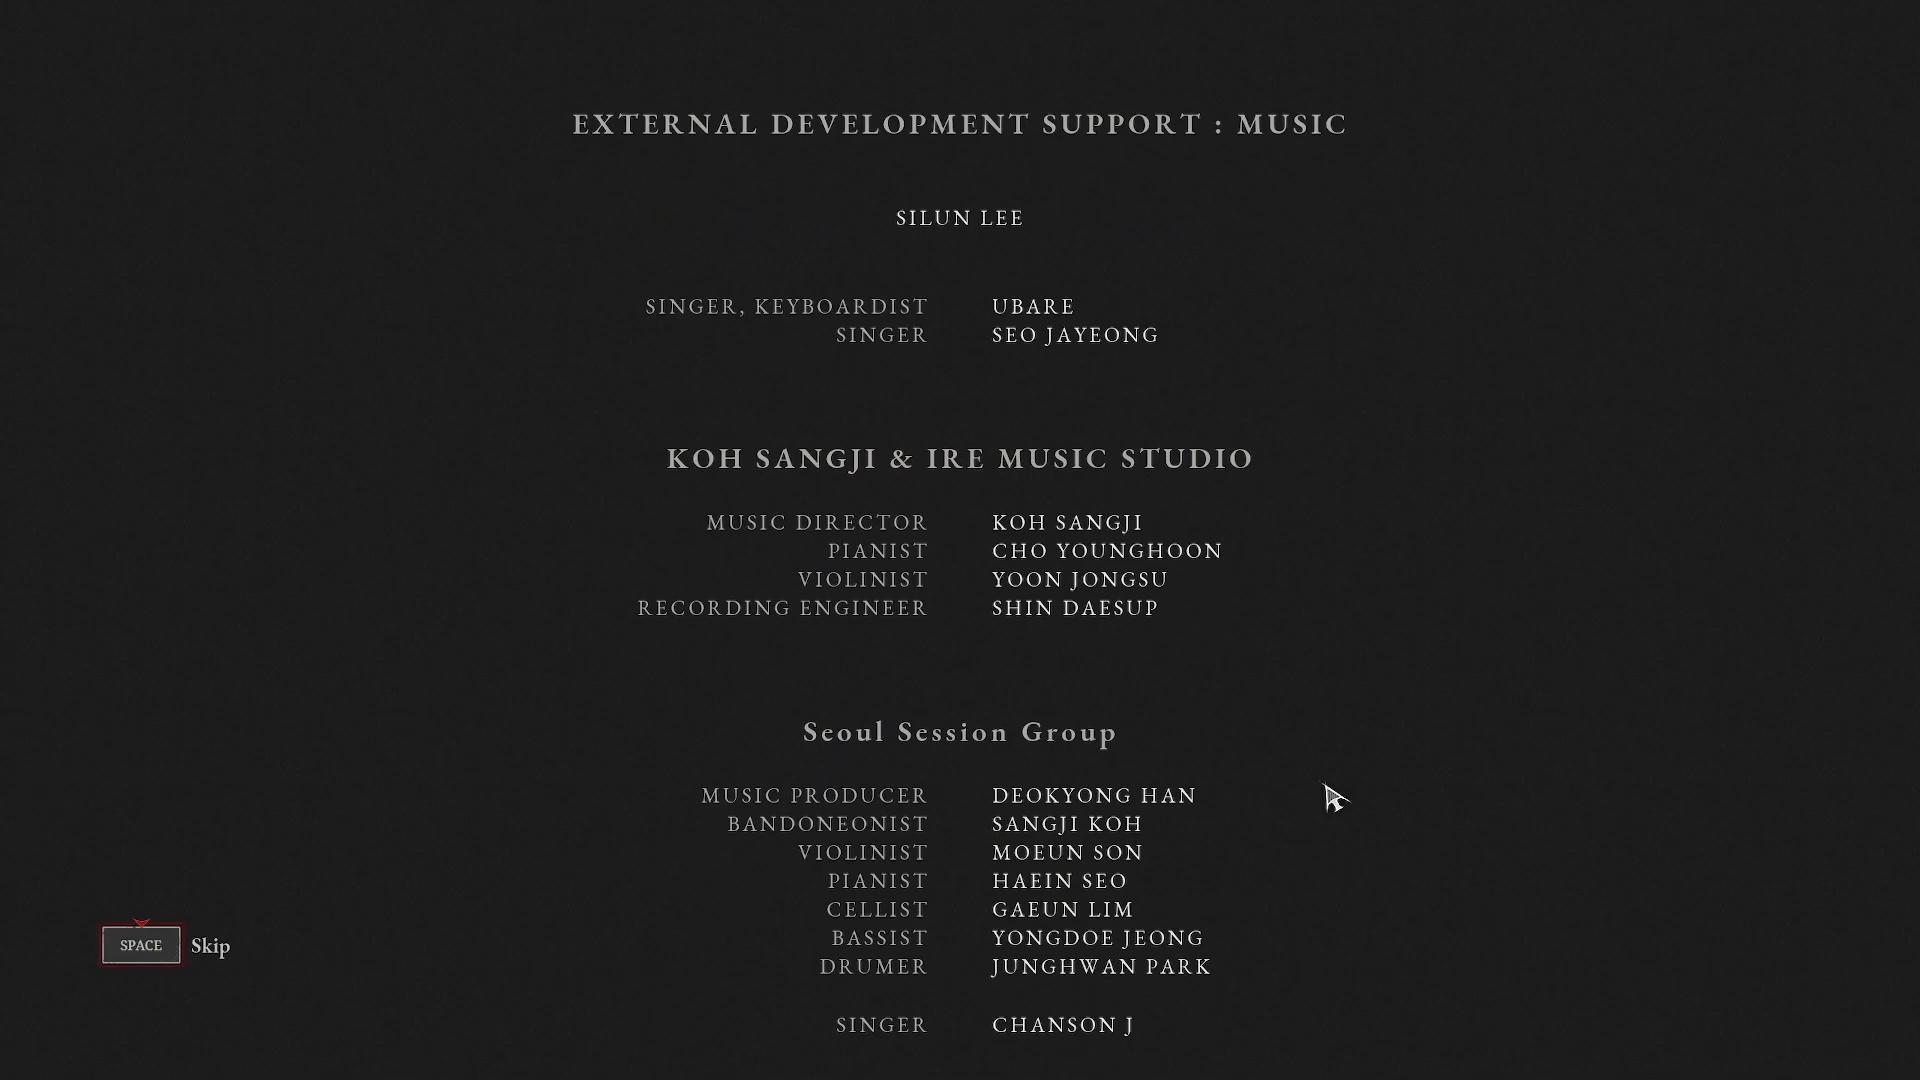 EXTERNAL DEVELOPMENT SUPPORT : MUSIC
SILUN LEE
SINGER, KEYBOARDIST UBARE
SINGER SEO JAYEONG
KOH SANGJI & IRE MUSIC STUDIO
MUSIC DIRECTOR KOH SANGJI
PIANIST CHO YOUNGHOON
VIOLINIST YOON JONGSU
RECORDING ENGINEER SHIN DAESUP
Seoul Session Group
MUSIC PRODUCER DEOKYONG HAN
BANDONEONIST SANGJI KOH
VIOLINIST MOEUN SON
PIANIST HAEIN SEO
CELLIST GAEUN LIM
BASSIST YONGDOE JEONG
DRUMER JUNGHWAN PARK
SINGER CHANSON J
SPACE Skip